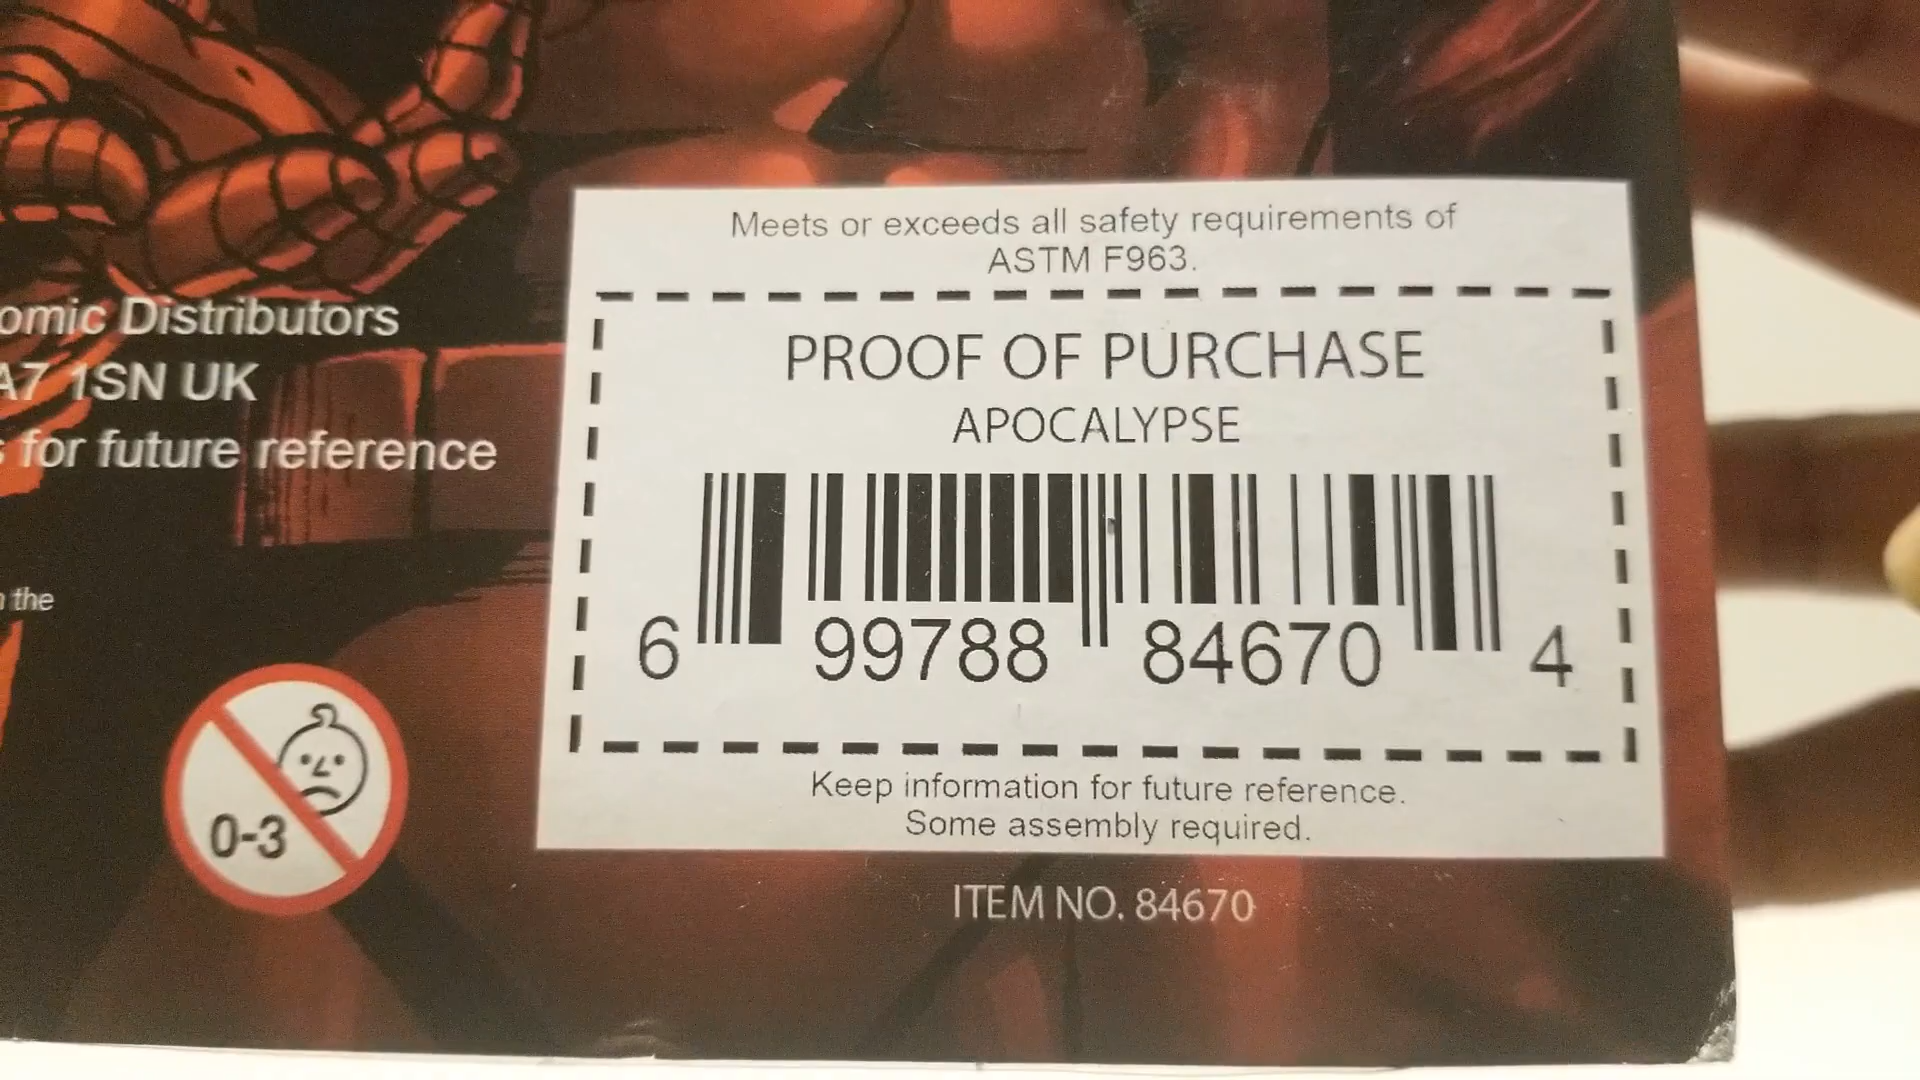 omic Distributors
A7 1SN UK
for future reference
the
0-3
Meets or exceeds all safety requirements of
ASTM F963.
PROOF OF PURCHASE
APOCALYPSE
6 99788 84670 4
Keep information for future reference.
Some assembly required.
ITEM NO. 84670